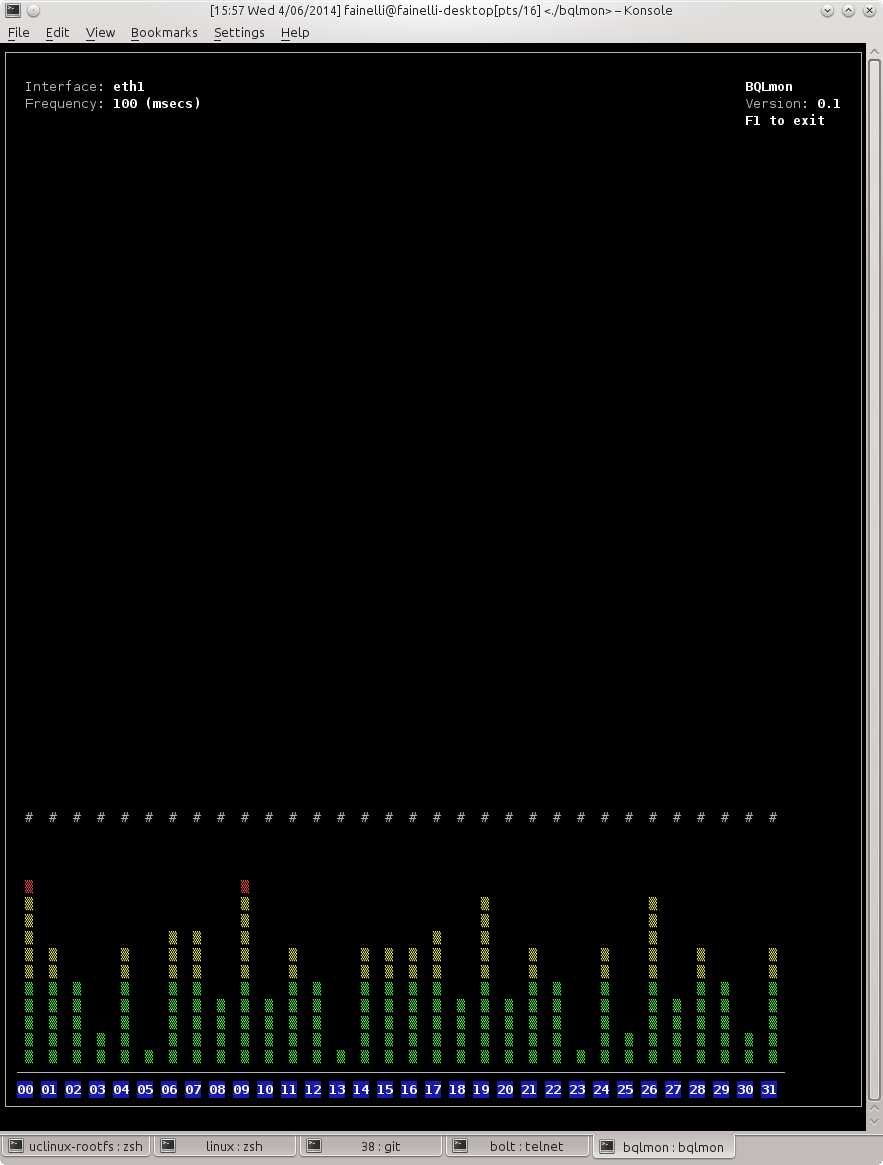 [15:57 Wed 4/06/2014] fainelli@fainelli-desktop[pts/16] <./bqlmon> – Konsole
File Edit View Bookmarks Settings Help
Interface: eth1 BQLmon
Frequency: 100 (msecs) Version: 0.1
F1 to exit
# # # # # # # # # # # # # # # # # # # # # # # # # # # # # # # #
00 01 02 03 04 05 06 07 08 09 10 11 12 13 14 15 16 17 18 19 20 21 22 23 24 25 26 27 28 29 30 31
uclinux-rootfs : zsh linux : zsh 38 : git bolt : telnet bqlmon : bqlmon